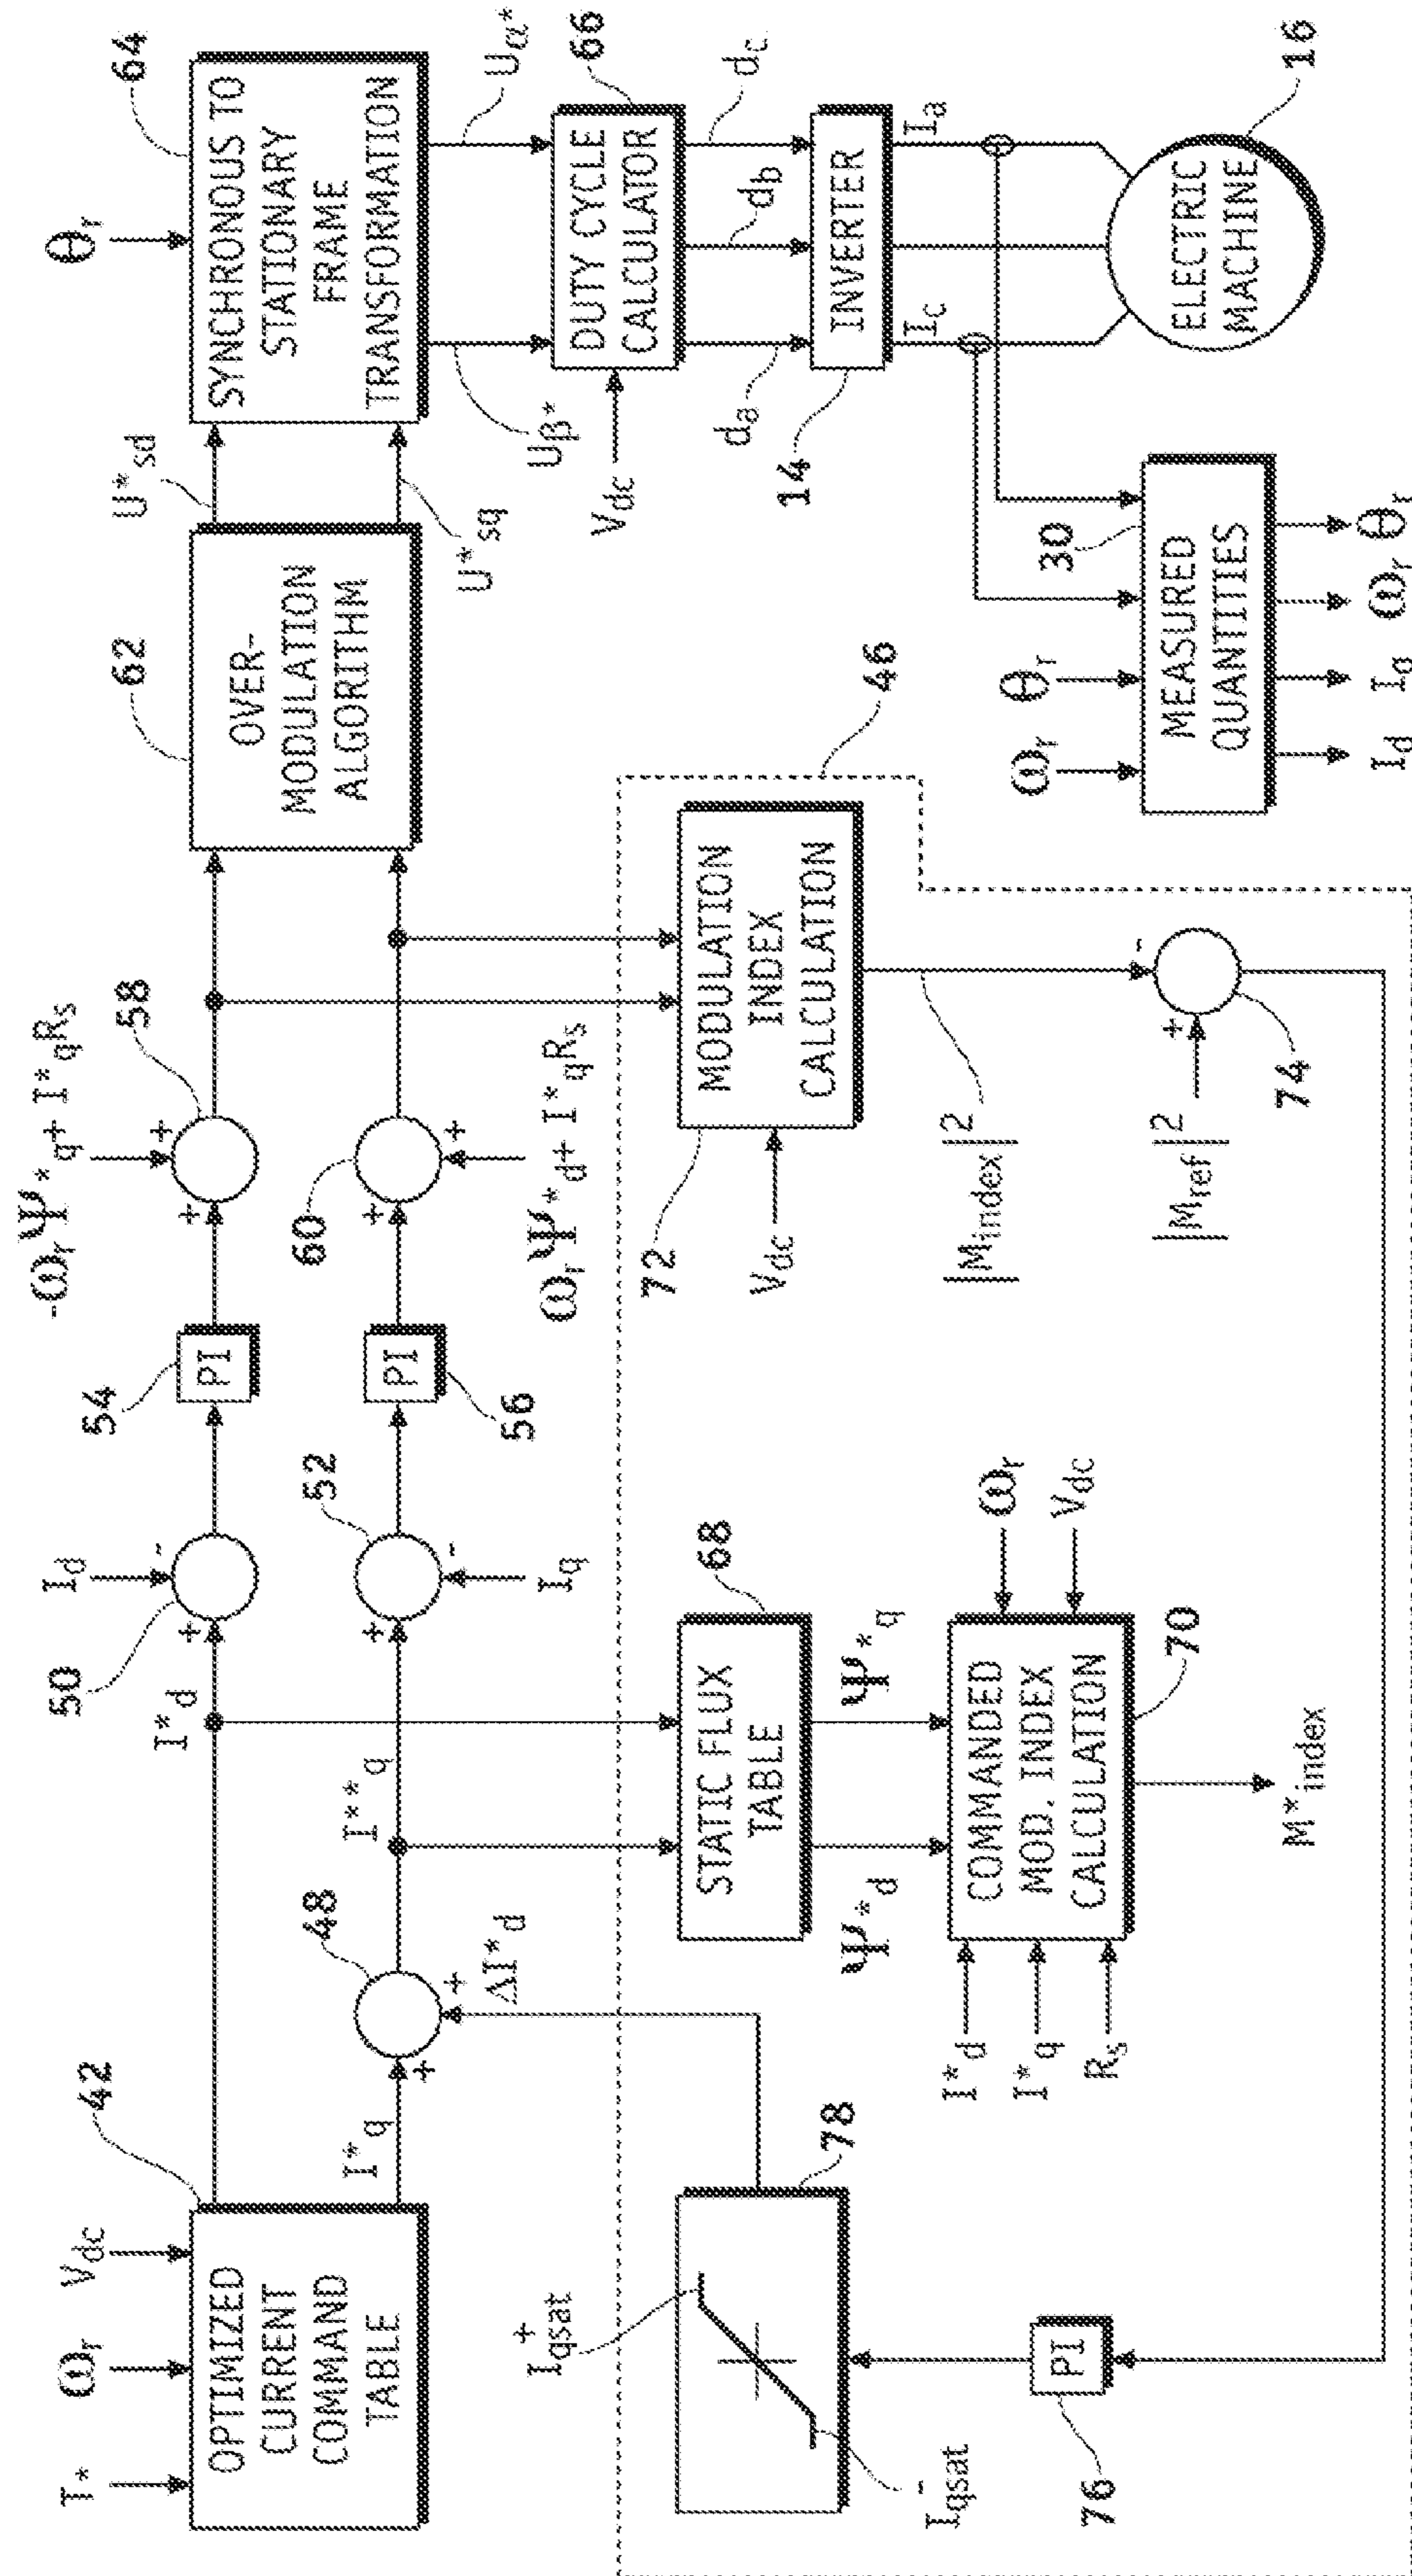 T*
ωr
Vdc
42
OPTIMIZED
CURRENT
COMMAND
TABLE
I*d
I*q
48
+
+
ΔI*d
I**q
50
Id
+
-
52
+
-
Iq
54
PI
PI
56
-ωrΨ*q+ I*qRs
58
+
+
60
+
+
ωrΨ*d+ I*qRs
62
OVER-
MODULATION
ALGORITHM
U*sd
U*sq
θr
64
SYNCHRONOUS TO
STATIONARY
FRAME
TRANSFORMATION
Uβ*
Uα*
Vdc
DUTY CYCLE
CALCULATOR
66
da
db
dc
14
INVERTER
Ic
Ia
ELECTRIC
MACHINE
16
46
ωr
θr
30
MEASURED
QUANTITIES
Id
Iq
ωr
θr
I+qsat
I-qsat
78
76
PI
STATIC FLUX
TABLE
68
Ψ*d
Ψ*q
I*d
I*q
Rs
COMMANDED
MOD. INDEX
CALCULATION
ωr
Vdc
70
M*index
72
Vdc
MODULATION
INDEX
CALCULATION
|Mindex|2
|Mref|2
+
-
74